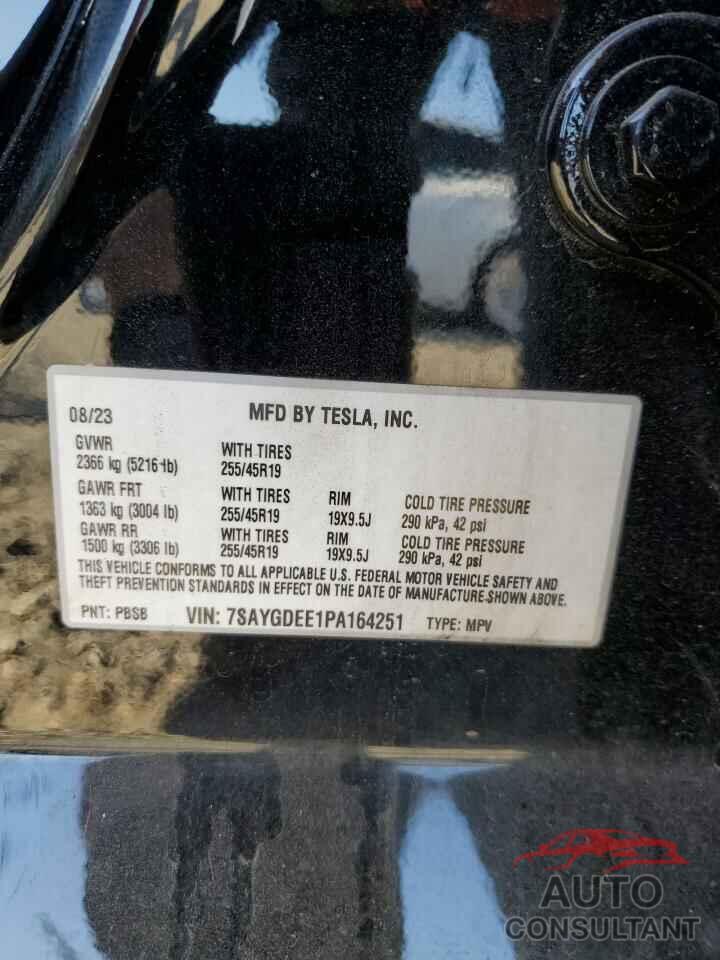 08/23 MFD BY TESLA, INC.
GVWR
2366 kg (5216 lb) WITH TIRES
255/45R19
GAWR FRT WITH TIRES RIM COLD TIRE PRESSURE
1363 kg (3004 lb) 255/45R19 19X9.5J 290 kPa, 42 psi
GAWR RR WITH TIRES RIM COLD TIRE PRESSURE
1500 kg (3306 lb) 255/45R19 19X9.5J 290 kPa, 42 psi
THIS VEHICLE CONFORMS TO ALL APPLICABLE U.S. FEDERAL MOTOR VEHICLE SAFETY AND
THEFT PREVENTION STANDARDS IN EFFECT ON THE DATE OF MANUFACTURE SHOWN ABOVE.
PNT: PBSB VIN: 7SAYGDEE1PA164251 TYPE: MPV
AUTO
CONSULTANT